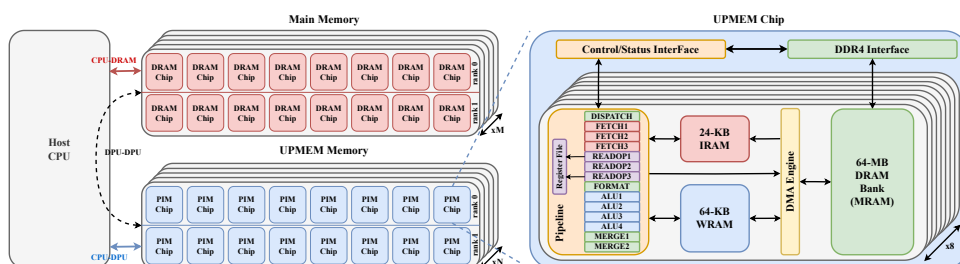 Main Memory
UPMEM Chip
Host
CPU
CPU-DRAM
DPU-DPU
CPU-DPU
DRAM Chip DRAM Chip DRAM Chip DRAM Chip DRAM Chip DRAM Chip DRAM Chip DRAM Chip
rank 0
DRAM Chip DRAM Chip DRAM Chip DRAM Chip DRAM Chip DRAM Chip DRAM Chip DRAM Chip
rank 1
xM
UPMEM Memory
PIM Chip PIM Chip PIM Chip PIM Chip PIM Chip PIM Chip PIM Chip PIM Chip
rank 0
PIM Chip PIM Chip PIM Chip PIM Chip PIM Chip PIM Chip PIM Chip PIM Chip
rank 4
xN
Control/Status InterFace
DDR4 Interface
Pipeline
Register File
DISPATCH
FETCH1
FETCH2
FETCH3
READOP1
READOP2
READOP3
FORMAT
ALU1
ALU2
ALU3
ALU4
MERGE1
MERGE2
24-KB
IRAM
64-KB
WRAM
DMA Engine
64-MB
DRAM
Bank
(MRAM)
x8